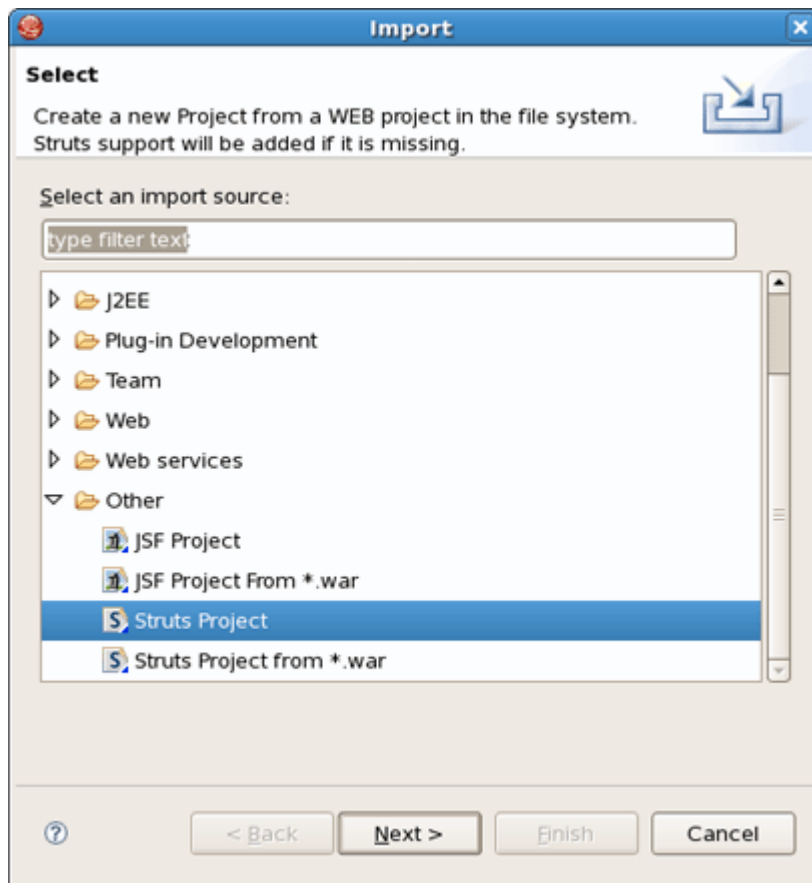 Import
Select
Create a new Project from a WEB project in the file system.
Struts support will be added if it is missing.
Select an import source:
type filter text
J2EE
Plug-in Development
Team
Web
Web services
Other
JSF Project
JSF Project From *.war
Struts Project
Struts Project from *.war
< Back
Next >
Finish
Cancel